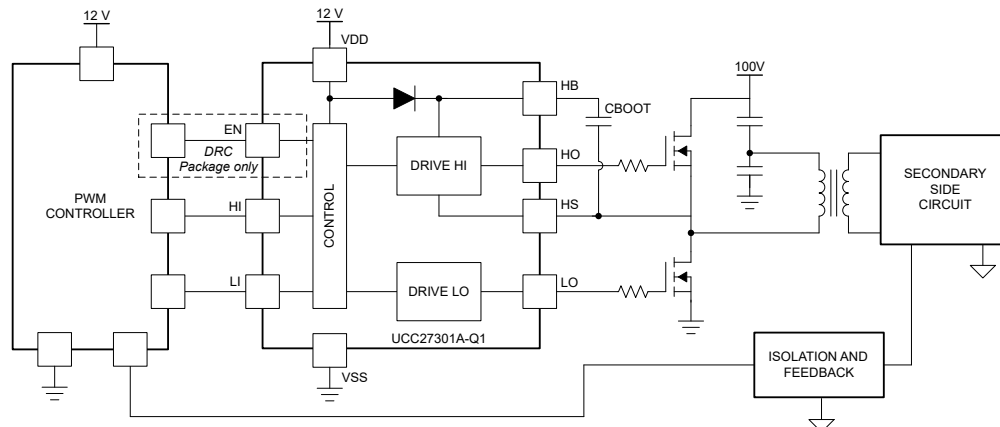 12 V
12 V
VDD
HB
CBOOT
100V
EN
DRC
Package only
DRIVE HI
HO
SECONDARY
SIDE
CIRCUIT
PWM
CONTROLLER
HI
CONTROL
HS
LI
DRIVE LO
LO
UCC27301A-Q1
VSS
ISOLATION AND
FEEDBACK